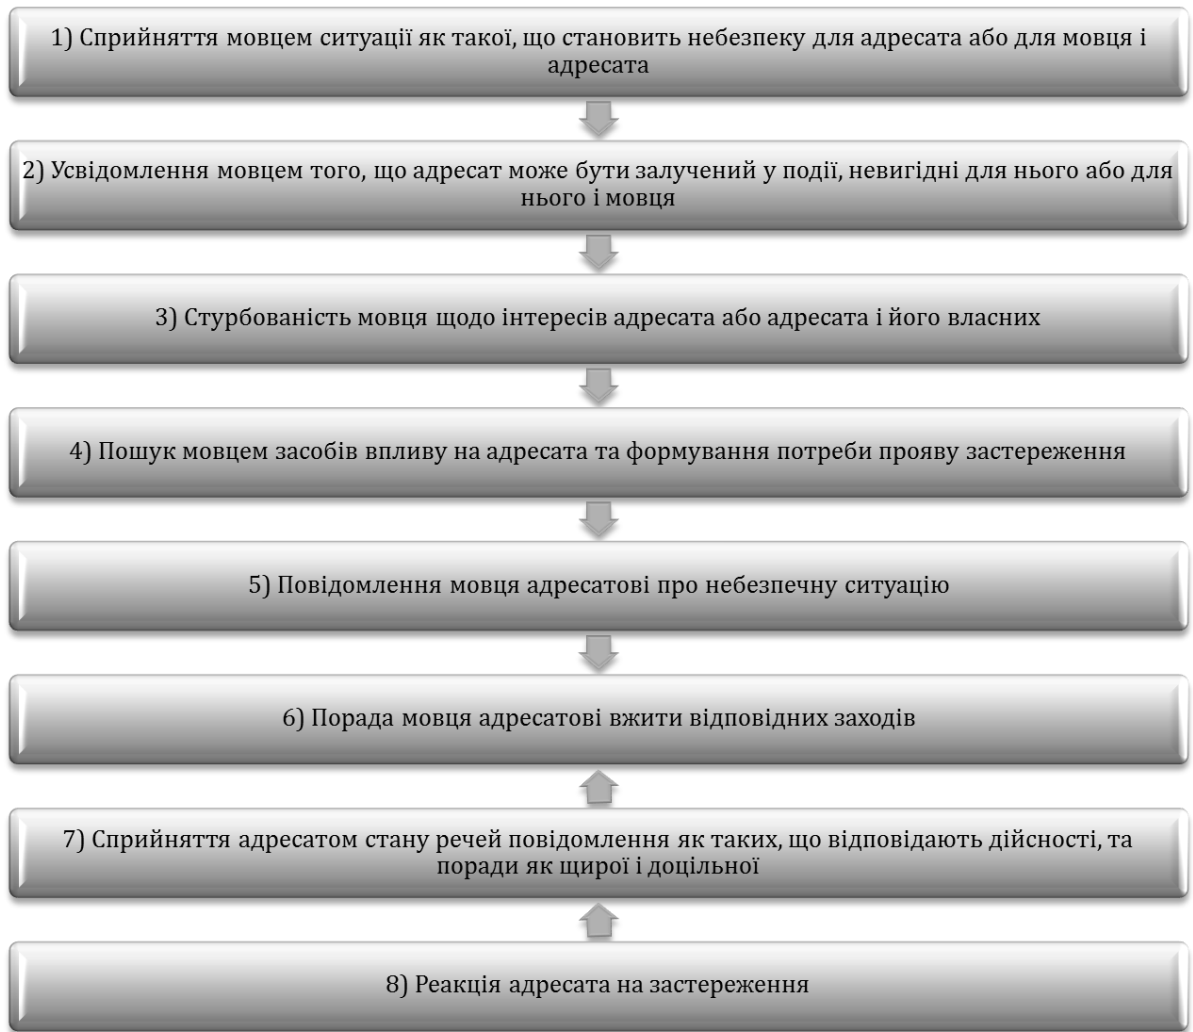 1) Сприйняття мовцем ситуації як такої, що становить небезпеку для адресата або для мовця і
адресата
2) Усвідомлення мовцем того, що адресат може бути залучений у події, невигідні для нього або для
нього і мовця
3) Стурбованість мовця щодо інтересів адресата або адресата і його власних
4) Пошук мовцем засобів впливу на адресата та формування потреби прояву застереження
5) Повідомлення мовця адресатові про небезпечну ситуацію
6) Порада мовця адресатові вжити відповідних заходів
7) Сприйняття адресатом стану речей повідомлення як таких, що відповідають дійсності, та
поради як щирої і доцільної
8) Реакція адресата на застереження